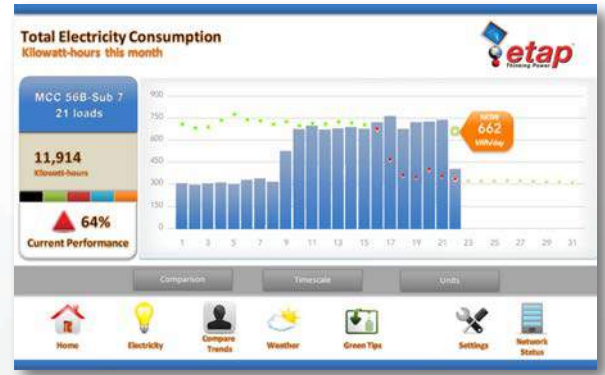 Total Electricity Consumption
Kilowatt-hours this month
etap
Thinking Power
MCC 56B-Sub 7
21 loads
11,914
Kilowatt-hours
64%
Current Performance
900
750
600
450
300
150
0
1 3 5 7 9 11 13 15 17 19 21 23 25 27 29 31
NOW
662
kWh/day
Comparison Timescale Units
Home Electricity Compare Trends Weather Green Tips Settings Network Status